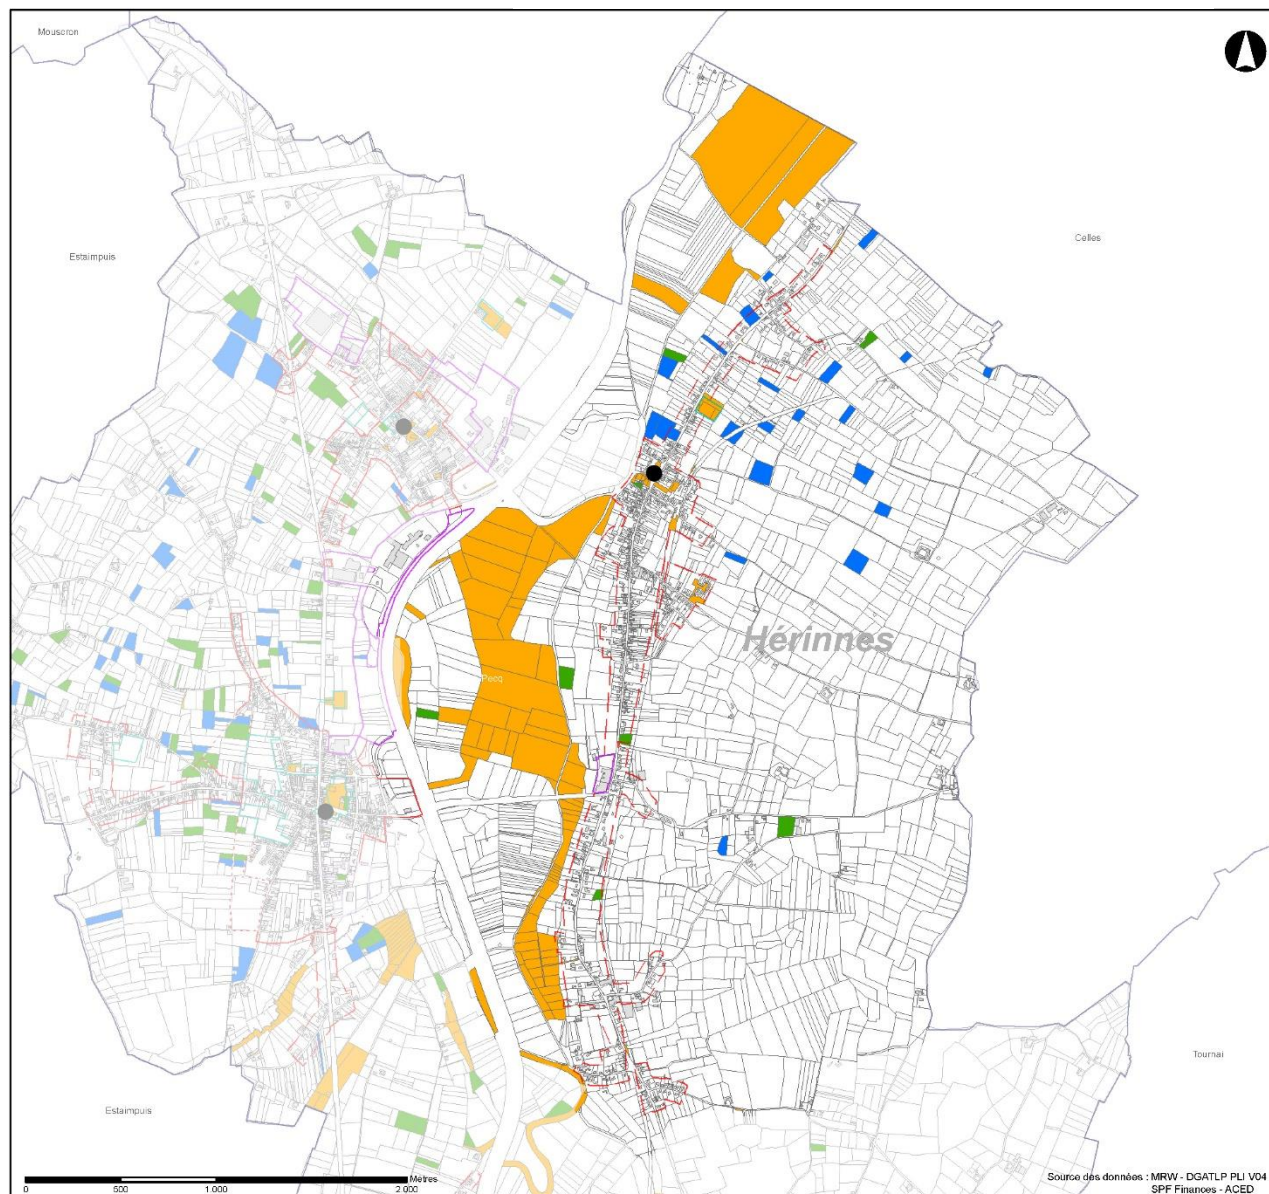 Mouscron
Celles
Estaimpuis
Hérinnes
Pecq
Tournai
Estaimpuis
Mètres
0 500 1.000 2.000
Source des données : MRW - DGATLP PLI V04
SPF Finances - ACED